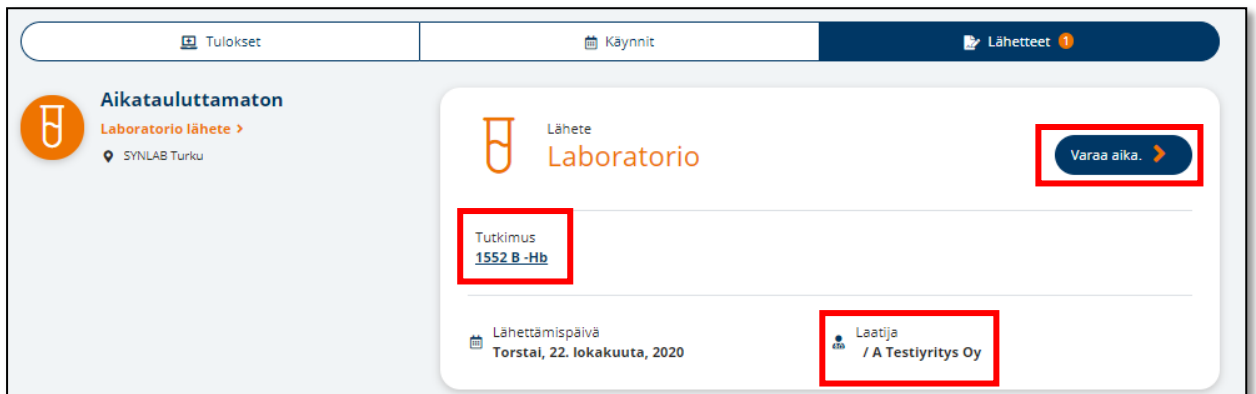 Tulokset
Käynnit
Lähetteet 1
Aikatauluttamaton
Laboratorio lähete >
SYNLAB Turku
Lähete
Laboratorio
Varaa aika.
Tutkimus
1552 B -Hb
Lähettämispäivä
Torstai, 22. lokakuuta, 2020
Laatija
/ A Testiyritys Oy